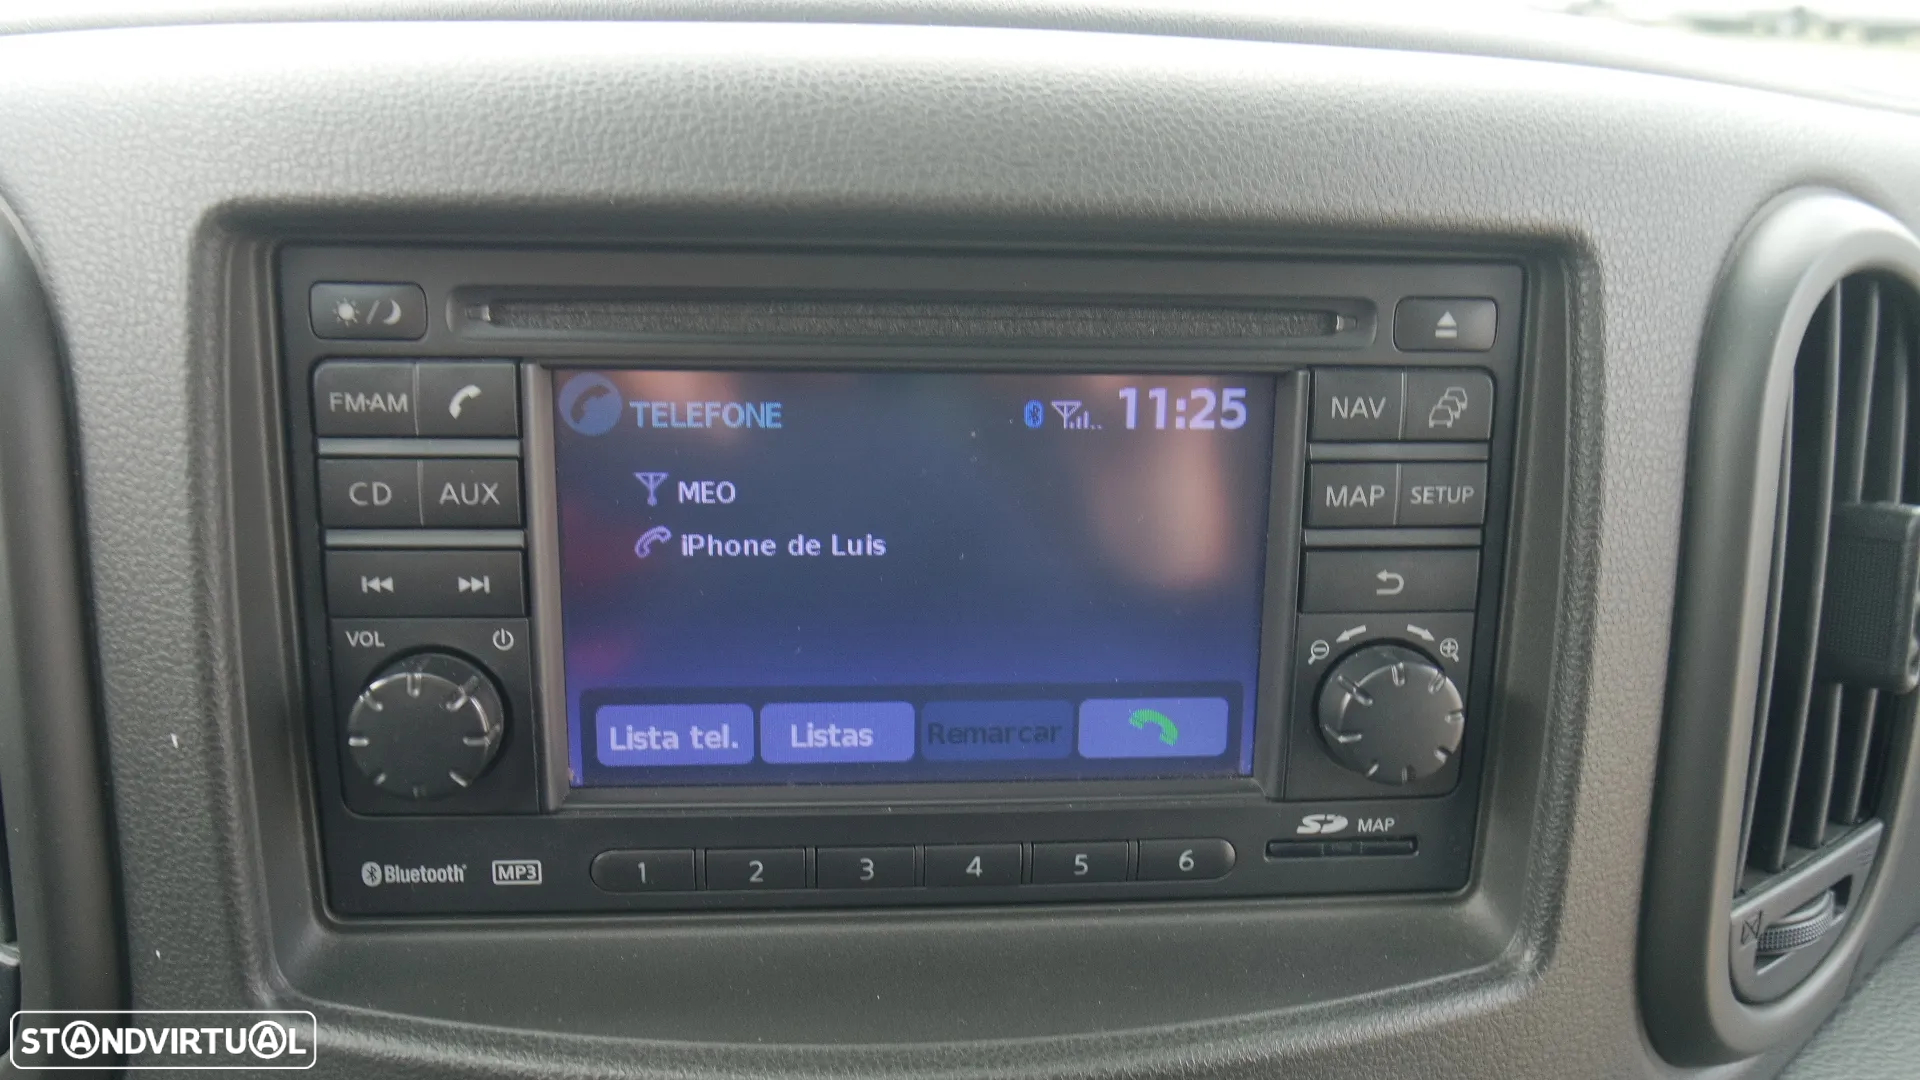 FM·AM
CD AUX
VOL
TELEFONE 11:25
MEO
iPhone de Luis
Lista tel. Listas Remarcar
NAV
MAP SETUP
SD MAP
Bluetooth MP3 1 2 3 4 5 6
STANDVIRTUAL